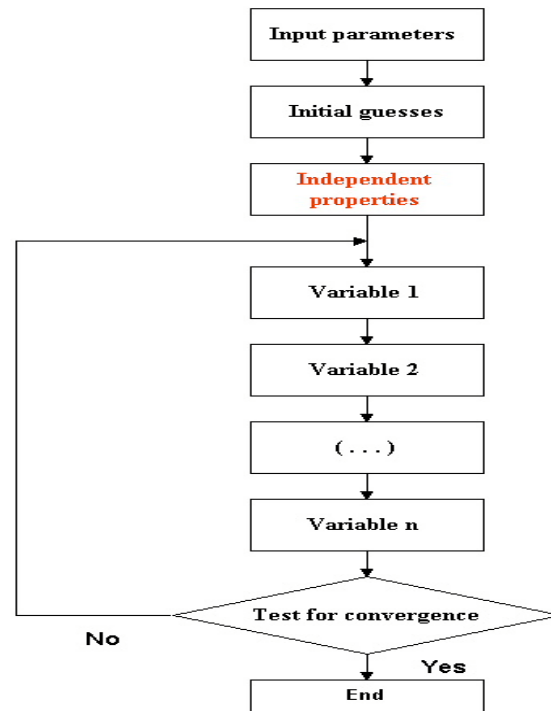 Input parameters
Initial guesses
Independent
properties
Variable 1
Variable 2
( . . . )
Variable n
Test for convergence
No
Yes
End